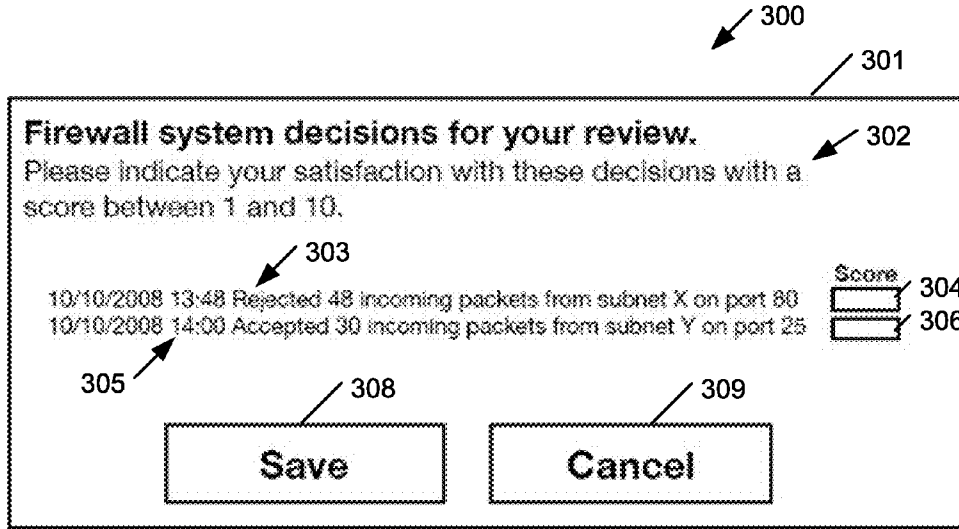 300
301
Firewall system decisions for your review.
302
Please indicate your satisfaction with these decisions with a
score between 1 and 10.
303
Score
10/10/2008 13:48 Rejected 48 incoming packets from subnet X on port 80
304
10/10/2008 14:00 Accepted 30 incoming packets from subnet Y on port 25
306
305
308
309
Save
Cancel